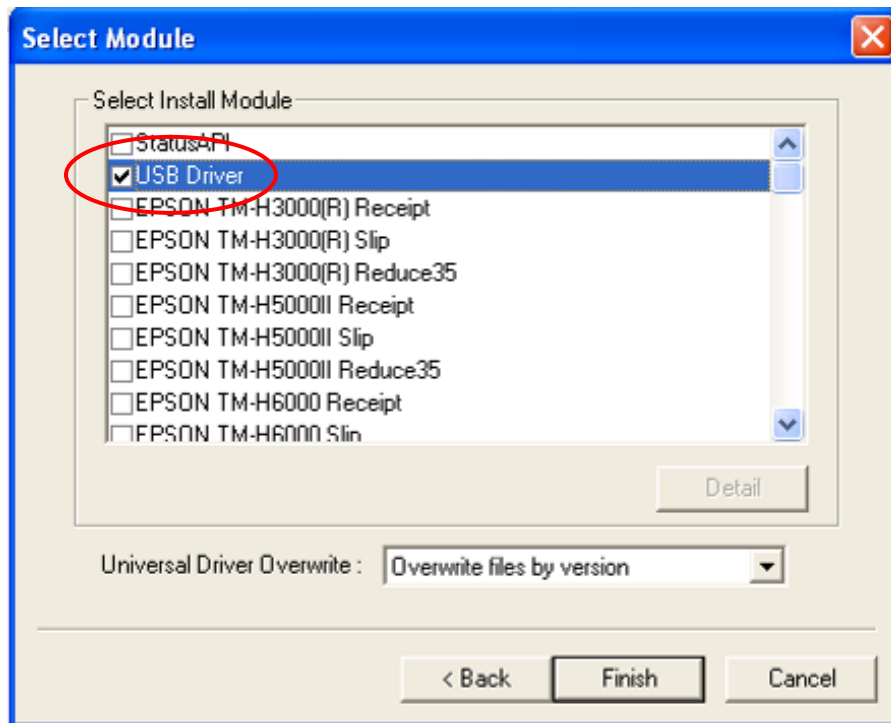 Select Module
Select Install Module
StatusAPI
USB Driver
EPSON TM-H3000(R) Receipt
EPSON TM-H3000(R) Slip
EPSON TM-H3000(R) Reduce35
EPSON TM-H5000II Receipt
EPSON TM-H5000II Slip
EPSON TM-H5000II Reduce35
EPSON TM-H6000 Receipt
EPSON TM-H6000 Slip
Detail
Universal Driver Overwrite : Overwrite files by version
< Back Finish Cancel